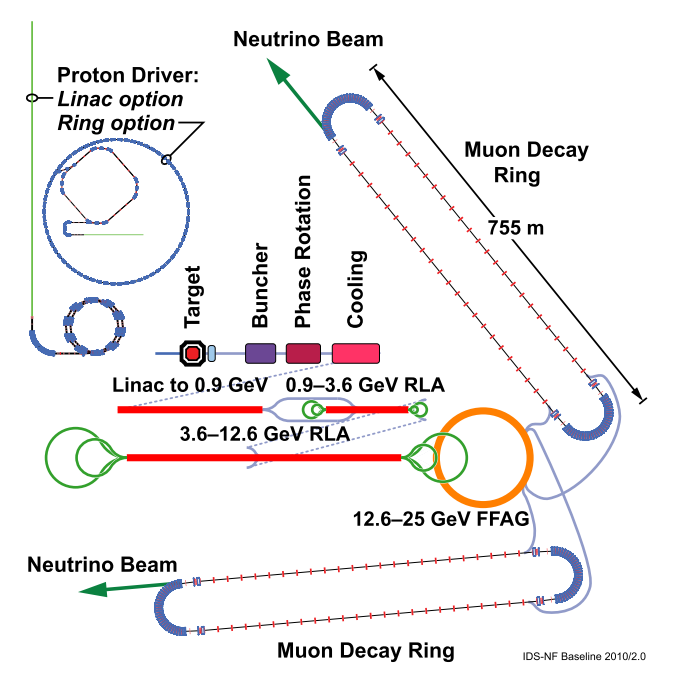 Neutrino Beam
Proton Driver:
Linac option
Ring option
Muon Decay
Ring
755 m
Target
Buncher
Phase Rotation
Cooling
Linac to 0.9 GeV
0.9–3.6 GeV RLA
3.6–12.6 GeV RLA
12.6–25 GeV FFAG
Neutrino Beam
Muon Decay Ring
IDS-NF Baseline 2010/2.0